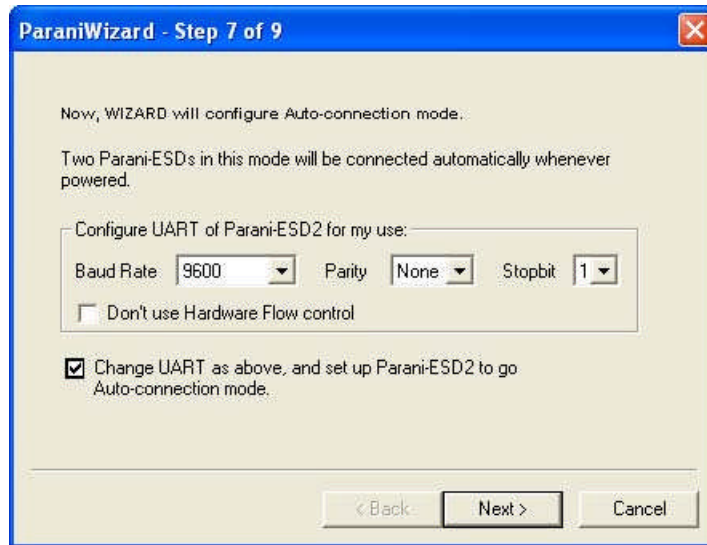 ParaniWizard - Step 7 of 9
Now, WIZARD will configure Auto-connection mode.
Two Parani-ESDs in this mode will be connected automatically whenever
powered.
Configure UART of Parani-ESD2 for my use:
Baud Rate 9600 Parity None Stopbit 1
Don't use Hardware Flow control
Change UART as above, and set up Parani-ESD2 to go
Auto-connection mode.
< Back Next > Cancel